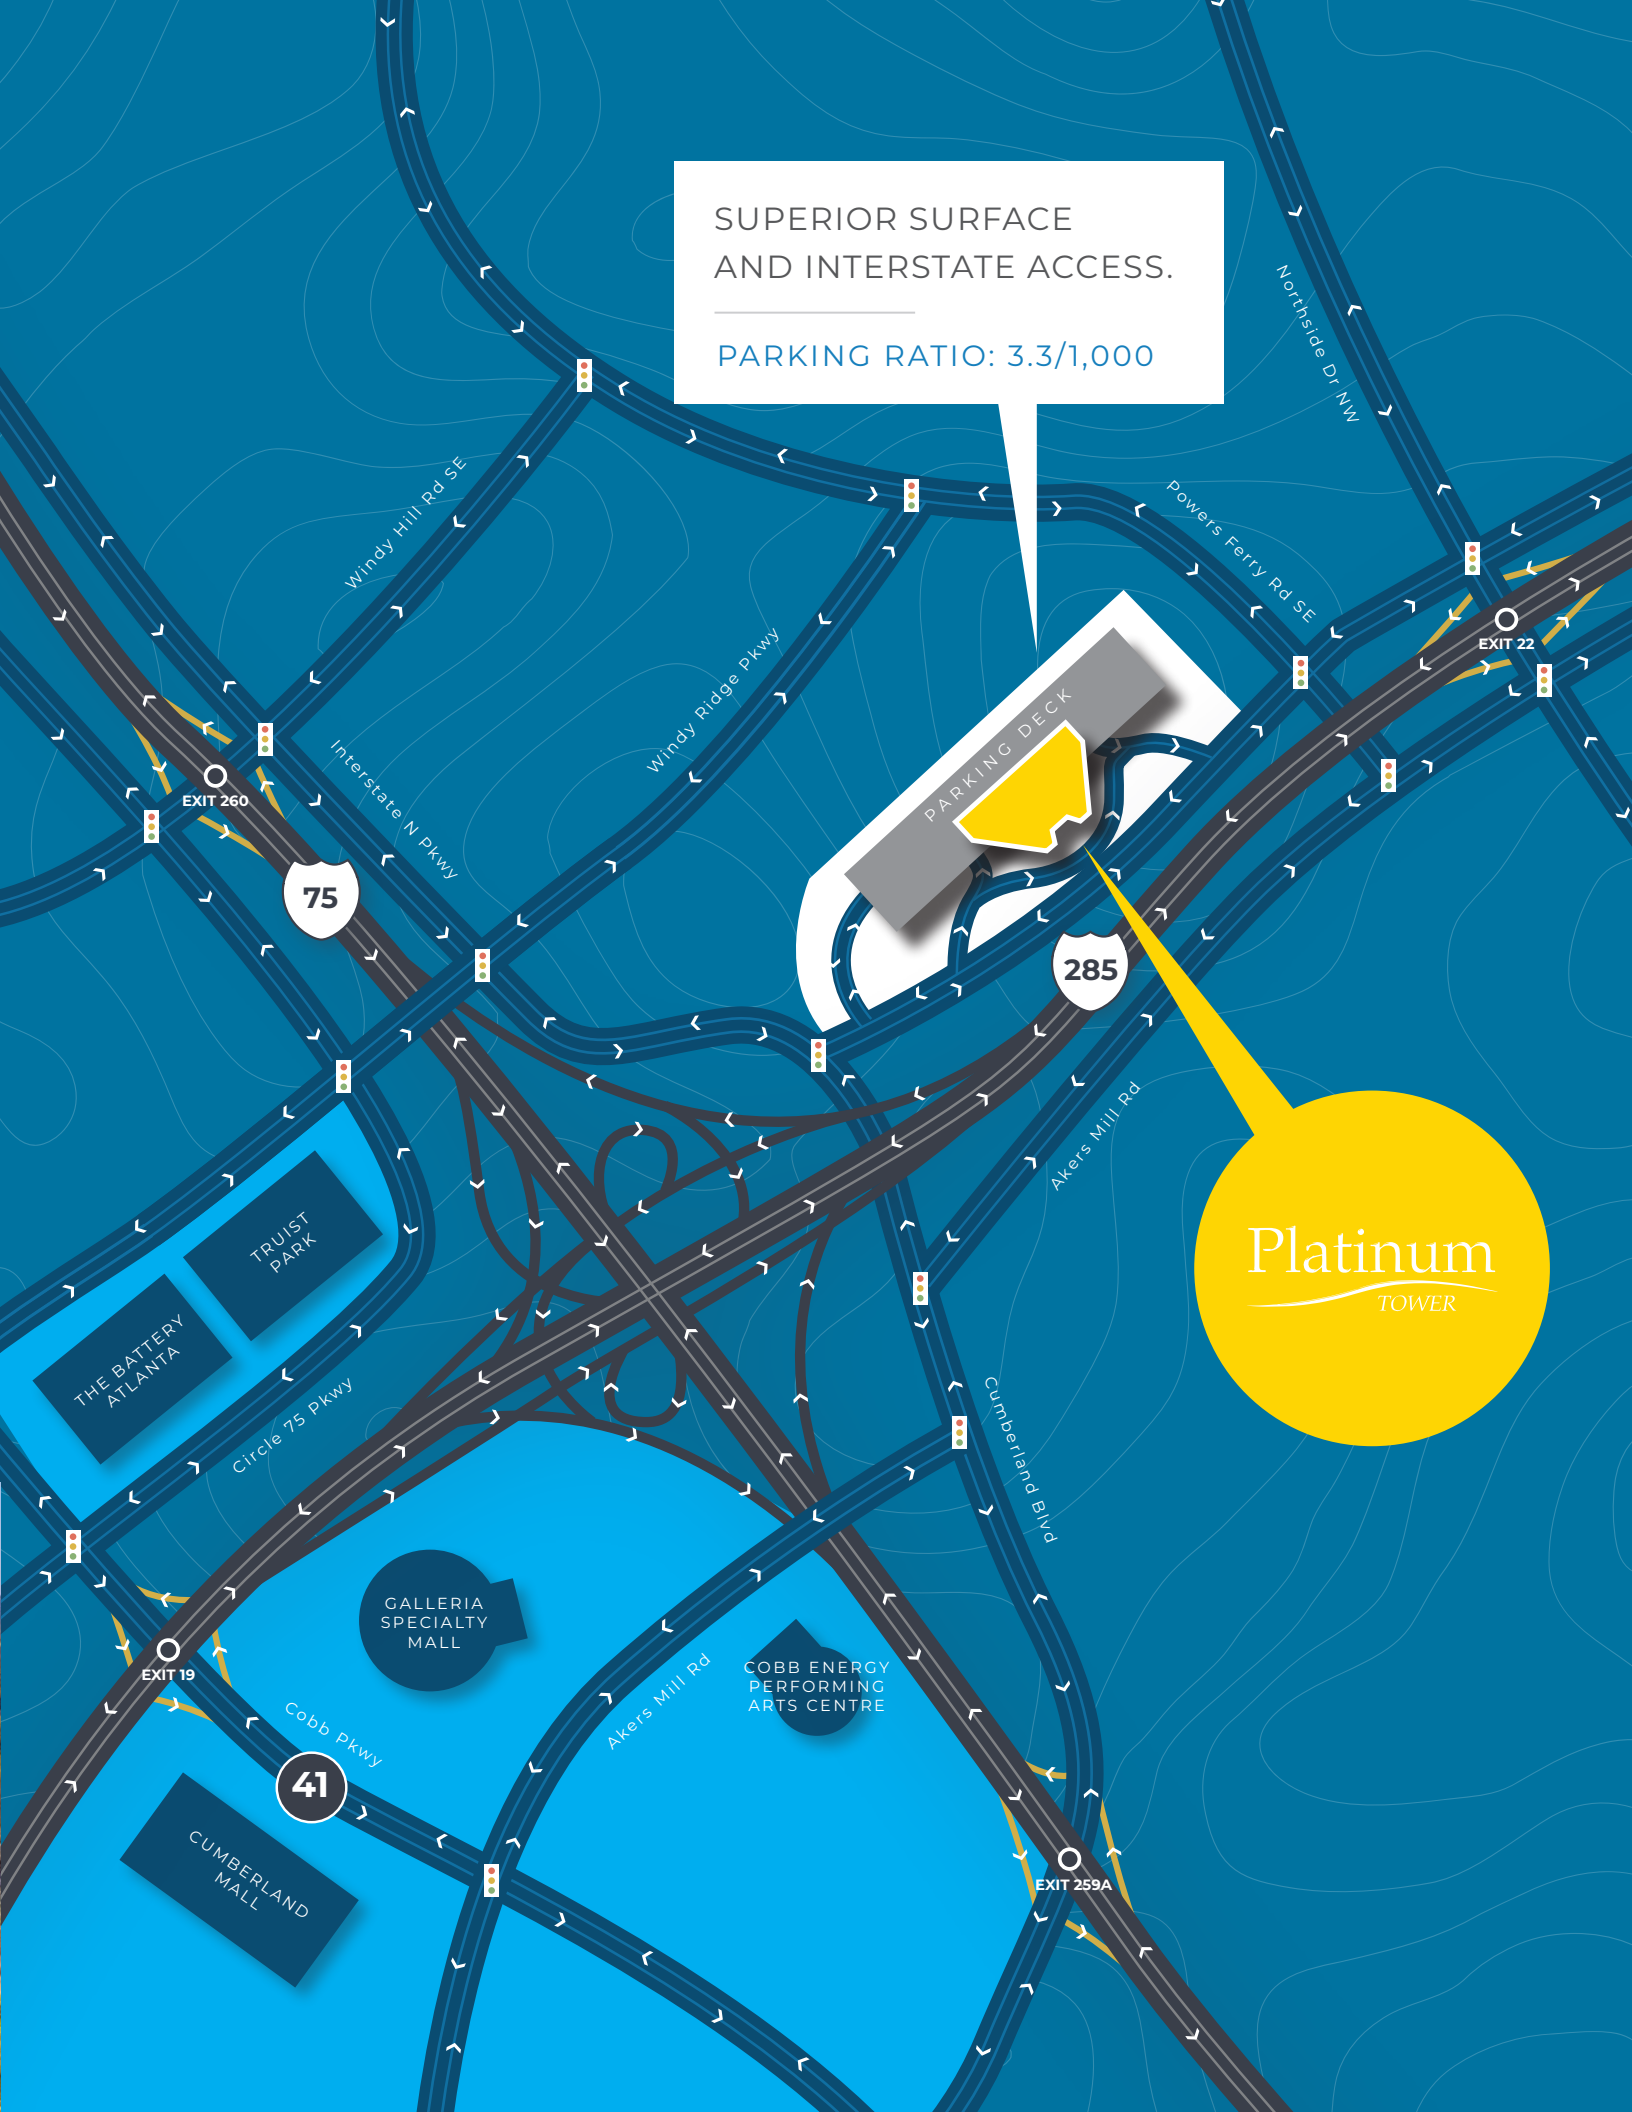 SUPERIOR SURFACE
AND INTERSTATE ACCESS.
PARKING RATIO: 3.3/1,000
Northside Dr NW
Windy Hill Rd SE
Powers Ferry Rd SE
EXIT 22
Windy Ridge Pkwy
PARKING DECK
EXIT 260
Interstate N Pkwy
75
285
Akers Mill Rd
TRUIST
PARK
Platinum
TOWER
THE BATTERY
ATLANTA
Circle 75 Pkwy
Cumberland Blvd
GALLERIA
SPECIALTY
MALL
EXIT 19
COBB ENERGY
PERFORMING
ARTS CENTRE
Akers Mill Rd
Cobb Pkwy
41
CUMBERLAND
MALL
EXIT 259A